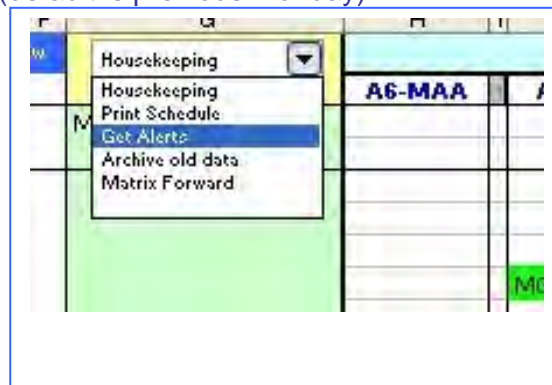 Housekeeping
Housekeeping
A6-MAA
Print Schedule
Get Alerts
Archive old data
Matrix Forward